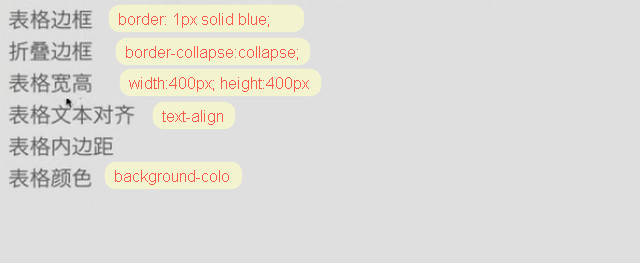 表格边框 border: 1px solid blue;
折叠边框 border-collapse:collapse;
表格宽高 width:400px; height:400px
表格文本对齐 text-align
表格内边距
表格颜色 background-colo